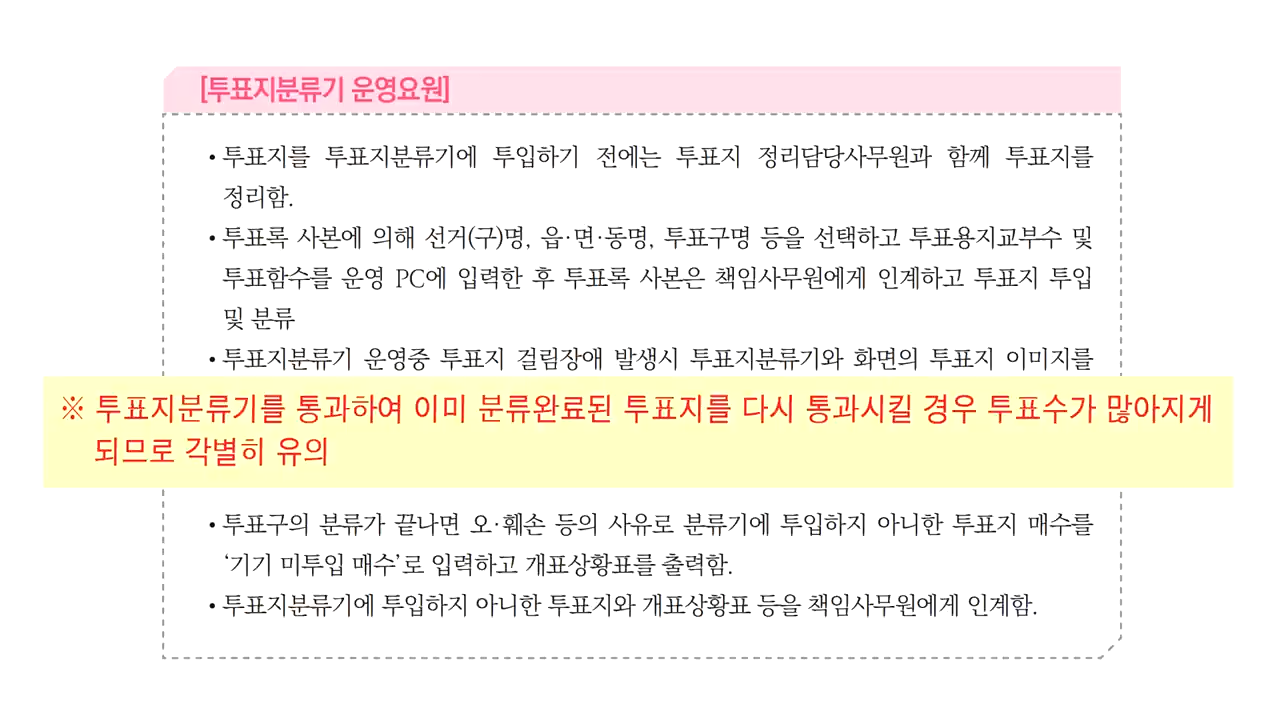 [투표지분류기 운영요원]
• 투표지를 투표지분류기에 투입하기 전에는 투표지 정리담당사무원과 함께 투표지를
정리함.
• 투표록 사본에 의해 선거(구)명, 읍·면·동명, 투표구명 등을 선택하고 투표용지교부수 및
투표함수를 운영 PC에 입력한 후 투표록 사본은 책임사무원에게 인계하고 투표지 투입
및 분류
• 투표지분류기 운영중 투표지 걸림장애 발생시 투표지분류기와 화면의 투표지 이미지를
※ 투표지분류기를 통과하여 이미 분류완료된 투표지를 다시 통과시킬 경우 투표수가 많아지게
되므로 각별히 유의
• 투표구의 분류가 끝나면 오·훼손 등의 사유로 분류기에 투입하지 아니한 투표지 매수를
‘기기 미투입 매수’로 입력하고 개표상황표를 출력함.
• 투표지분류기에 투입하지 아니한 투표지와 개표상황표 등을 책임사무원에게 인계함.